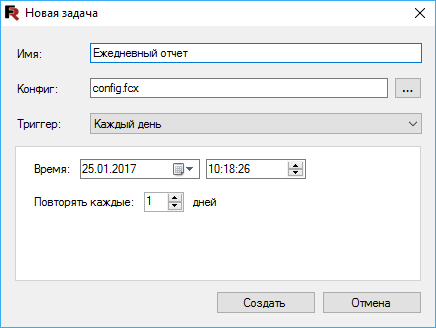 Новая задача
Имя: Ежедневный отчет
Конфиг: config.fcx ...
Триггер: Каждый день
Время: 25.01.2017 10:18:26
Повторять каждые: 1 дней
Создать Отмена